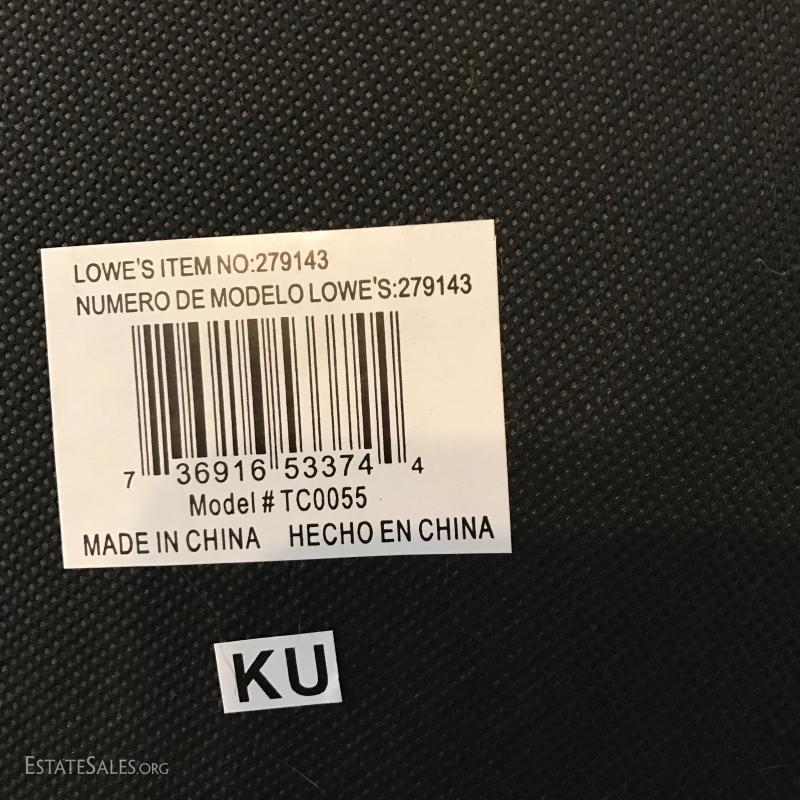 LOWE'S ITEM NO:279143
NUMERO DE MODELO LOWE'S:279143
7 36916 53374 4
Model # TC0055
MADE IN CHINA HECHO EN CHINA
KU
ESTATESALES.ORG